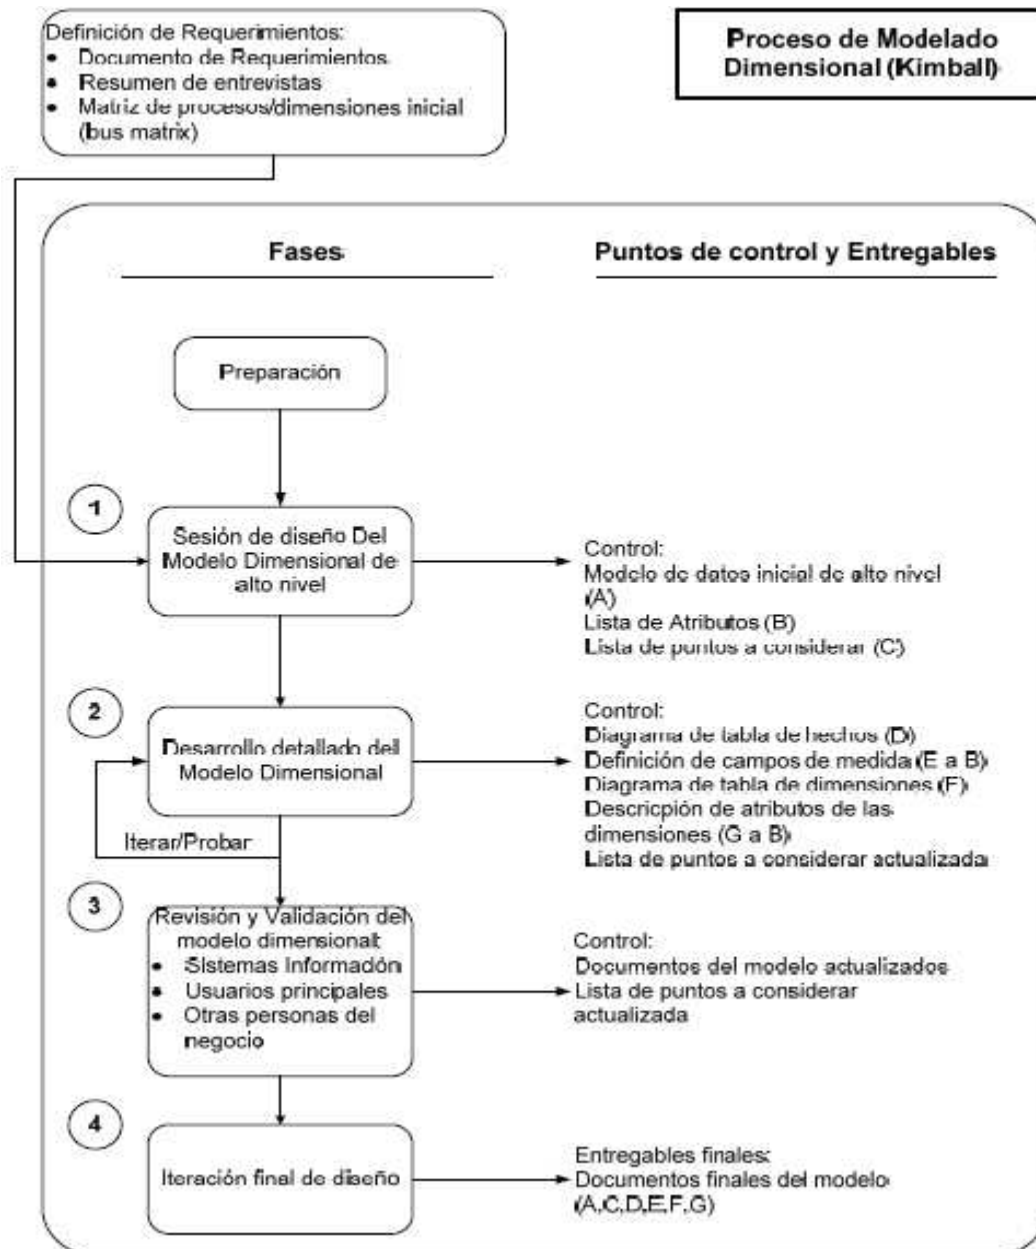 Definición de Requerimientos:
• Documento de Requerimientos
• Resumen de entrevistas
• Matriz de procesos/dimensiones inicial
(bus matrix)
Proceso de Modelado
Dimensional (Kimball)
Fases
Puntos de control y Entregables
Preparación
1
Sesión de diseño Del
Modelo Dimensional de
alto nivel
Control:
Modelo de datos inicial de alto nivel
(A)
Lista de Atributos (B)
Lista de puntos a considerar (C)
2
Desarrollo detallado del
Modelo Dimensional
Iterar/Probar
Control:
Diagrama de tabla de hechos (D)
Definición de campos de medida (E a B)
Diagrama de tabla de dimensiones (F)
Descripción de atributos de las
dimensiones (G a B)
Lista de puntos a considerar actualizada
3
Revisión y Validación del
modelo dimensional:
• Sistemas Información
• Usuarios principales
• Otras personas del
negocio
Control:
Documentos del modelo actualizados
Lista de puntos a considerar
actualizada
4
Iteración final de diseño
Entregables finales:
Documentos finales del modelo
(A,C,D,E,F,G)